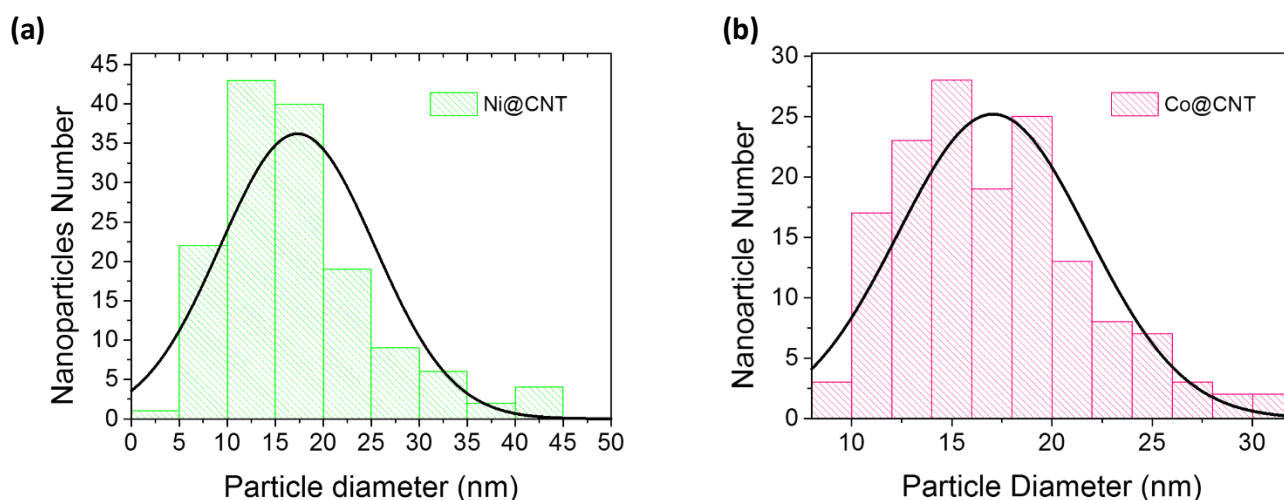 (a)
Nanoparticles Number
45
40
35
30
25
20
15
10
5
0
Ni@CNT
0 5 10 15 20 25 30 35 40 45 50
Particle diameter (nm)
(b)
Nanoarticle Number
30
25
20
15
10
5
0
Co@CNT
10 15 20 25 30
Particle Diameter (nm)